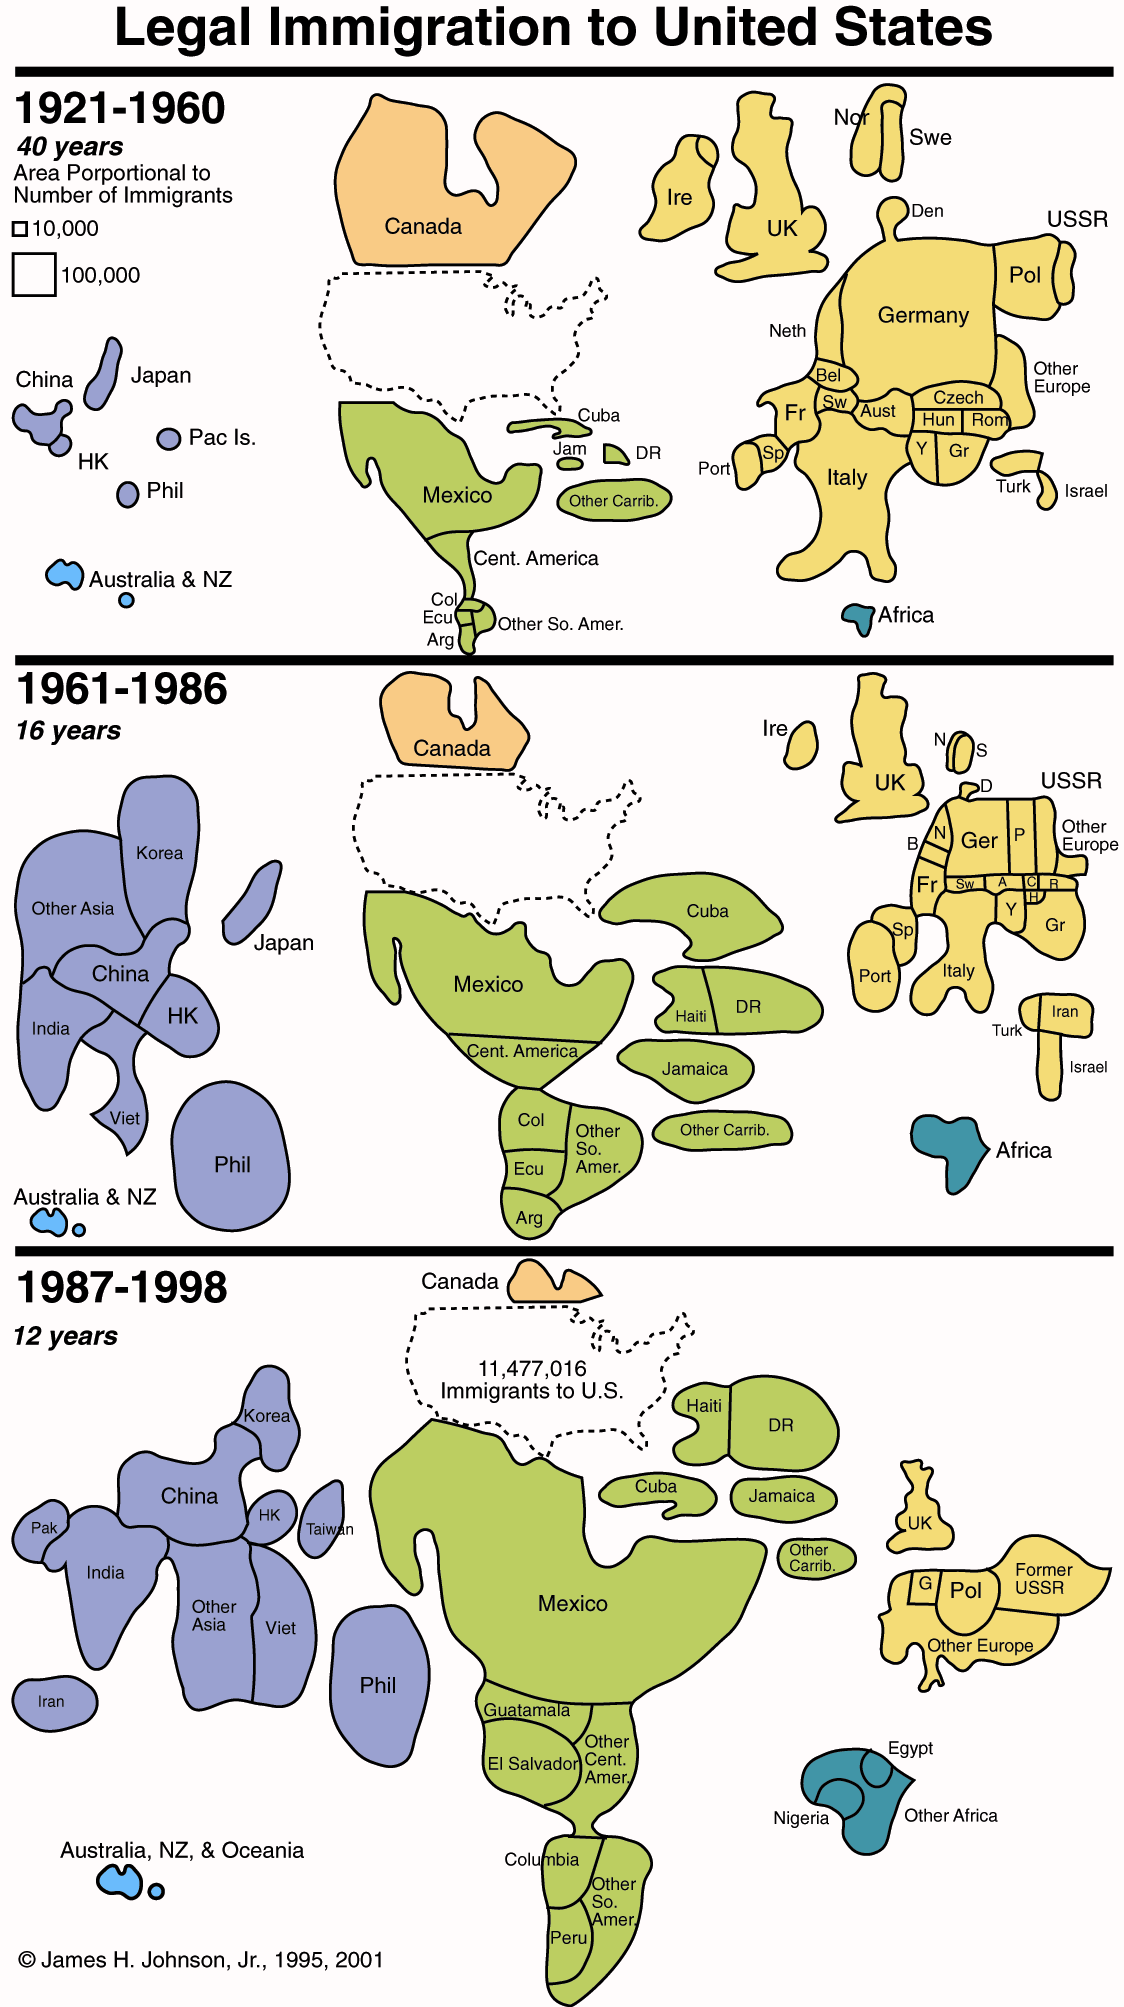 Legal Immigration to United States
1921-1960
40 years
Area Porportional to
Number of Immigrants
10,000
100,000
Canada
Ire
UK
Nor
Swe
Den
USSR
Pol
Germany
Neth
Other
Europe
Bel
Sw
Fr
Aust
Czech
Hun
Rom
Y
Gr
Port
Sp
Italy
Turk
Israel
China
Japan
HK
Pac Is.
Phil
Australia & NZ
Cuba
Jam
DR
Mexico
Other Carrib.
Cent. America
Col
Ecu
Arg
Other So. Amer.
Africa
1961-1986
16 years
Canada
Ire
UK
N
S
D
USSR
Other
Europe
B
N
Ger
P
Fr
Sw
A
C
R
H
Y
Gr
Sp
Port
Italy
Iran
Turk
Israel
Korea
Other Asia
Japan
China
HK
India
Viet
Phil
Australia & NZ
Cuba
Mexico
Haiti
DR
Cent. America
Jamaica
Other Carrib.
Col
Other
So.
Amer.
Ecu
Arg
Africa
1987-1998
12 years
Canada
11,477,016
Immigrants to U.S.
Haiti
DR
Cuba
Jamaica
Other
Carrib.
Korea
China
HK
Taiwan
Pak
India
Other
Asia
Viet
Iran
Phil
Mexico
UK
G
Pol
Former
USSR
Other Europe
Guatamala
El Salvador
Other
Cent.
Amer.
Egypt
Nigeria
Other Africa
Columbia
Other
So.
Amer.
Peru
Australia, NZ, & Oceania
© James H. Johnson, Jr., 1995, 2001